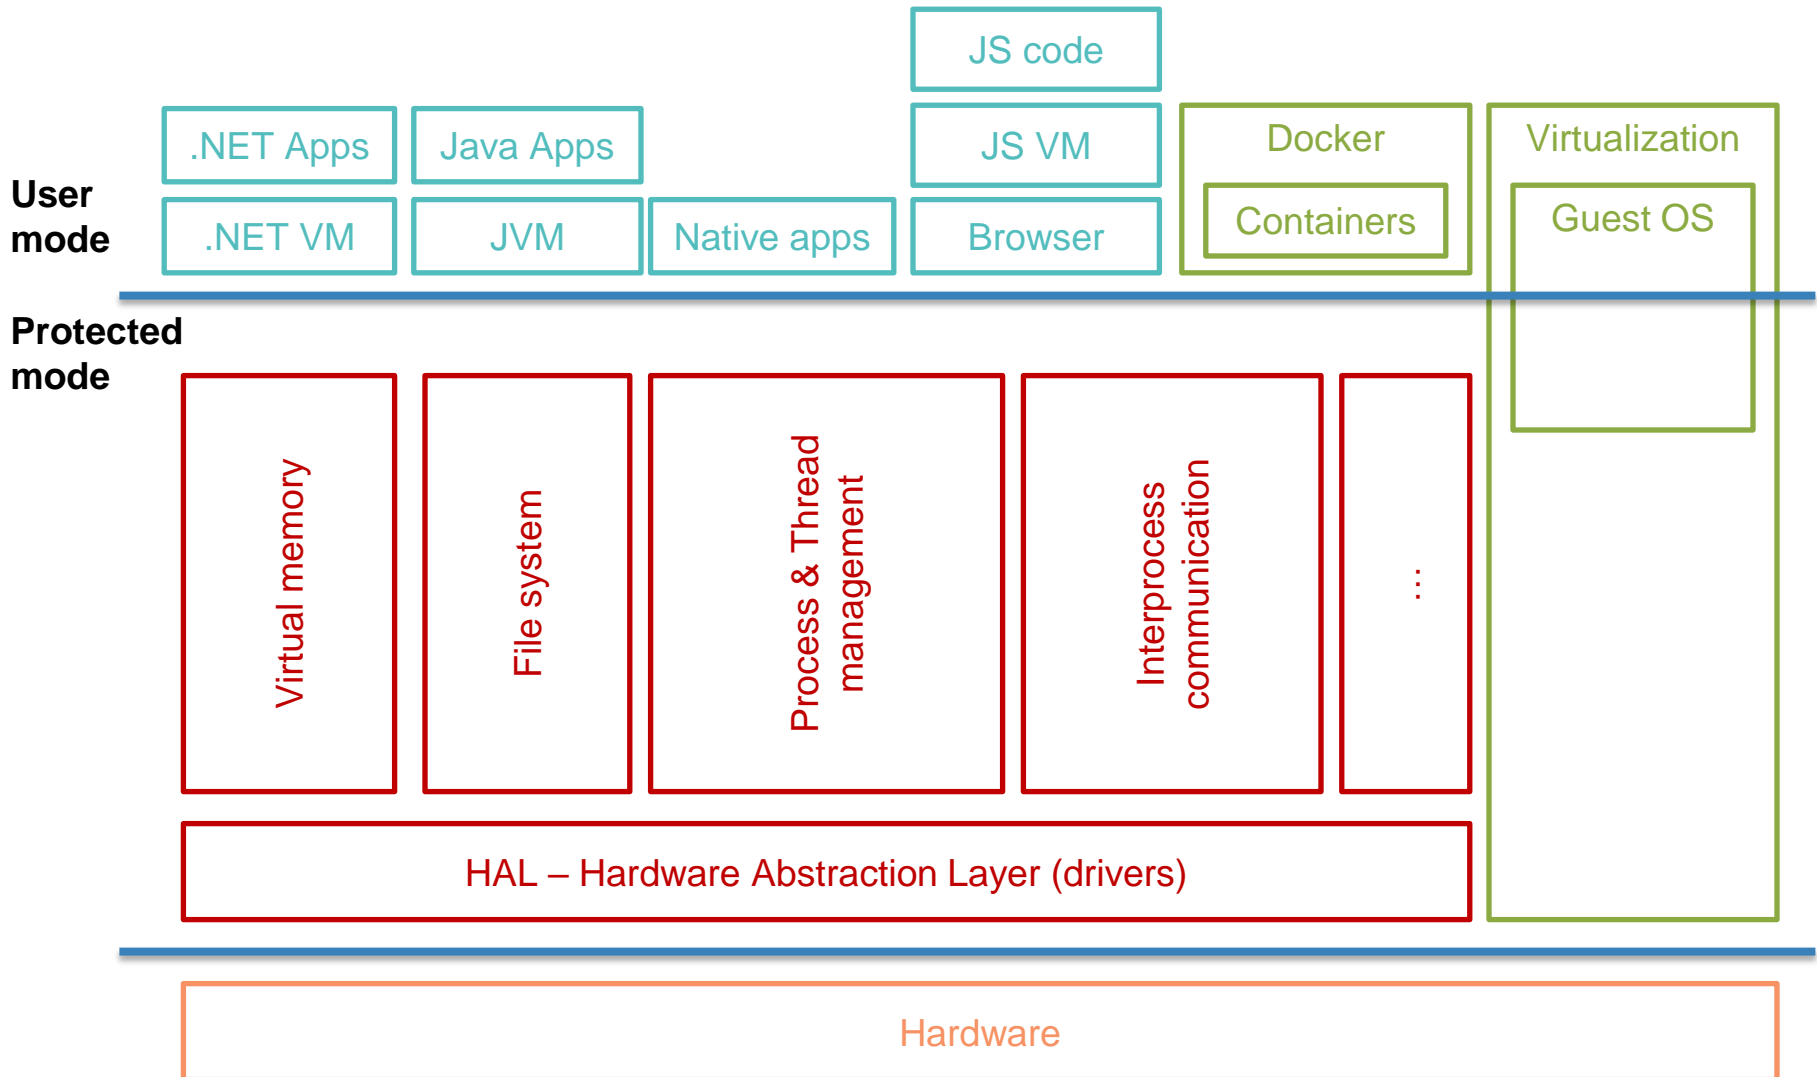 JS code
.NET Apps
Java Apps
JS VM
Docker
Virtualization
User
mode
.NET VM
JVM
Native apps
Browser
Containers
Guest OS
Protected
mode
Virtual memory
File system
Process & Thread
management
Interprocess
communication
…
HAL – Hardware Abstraction Layer (drivers)
Hardware